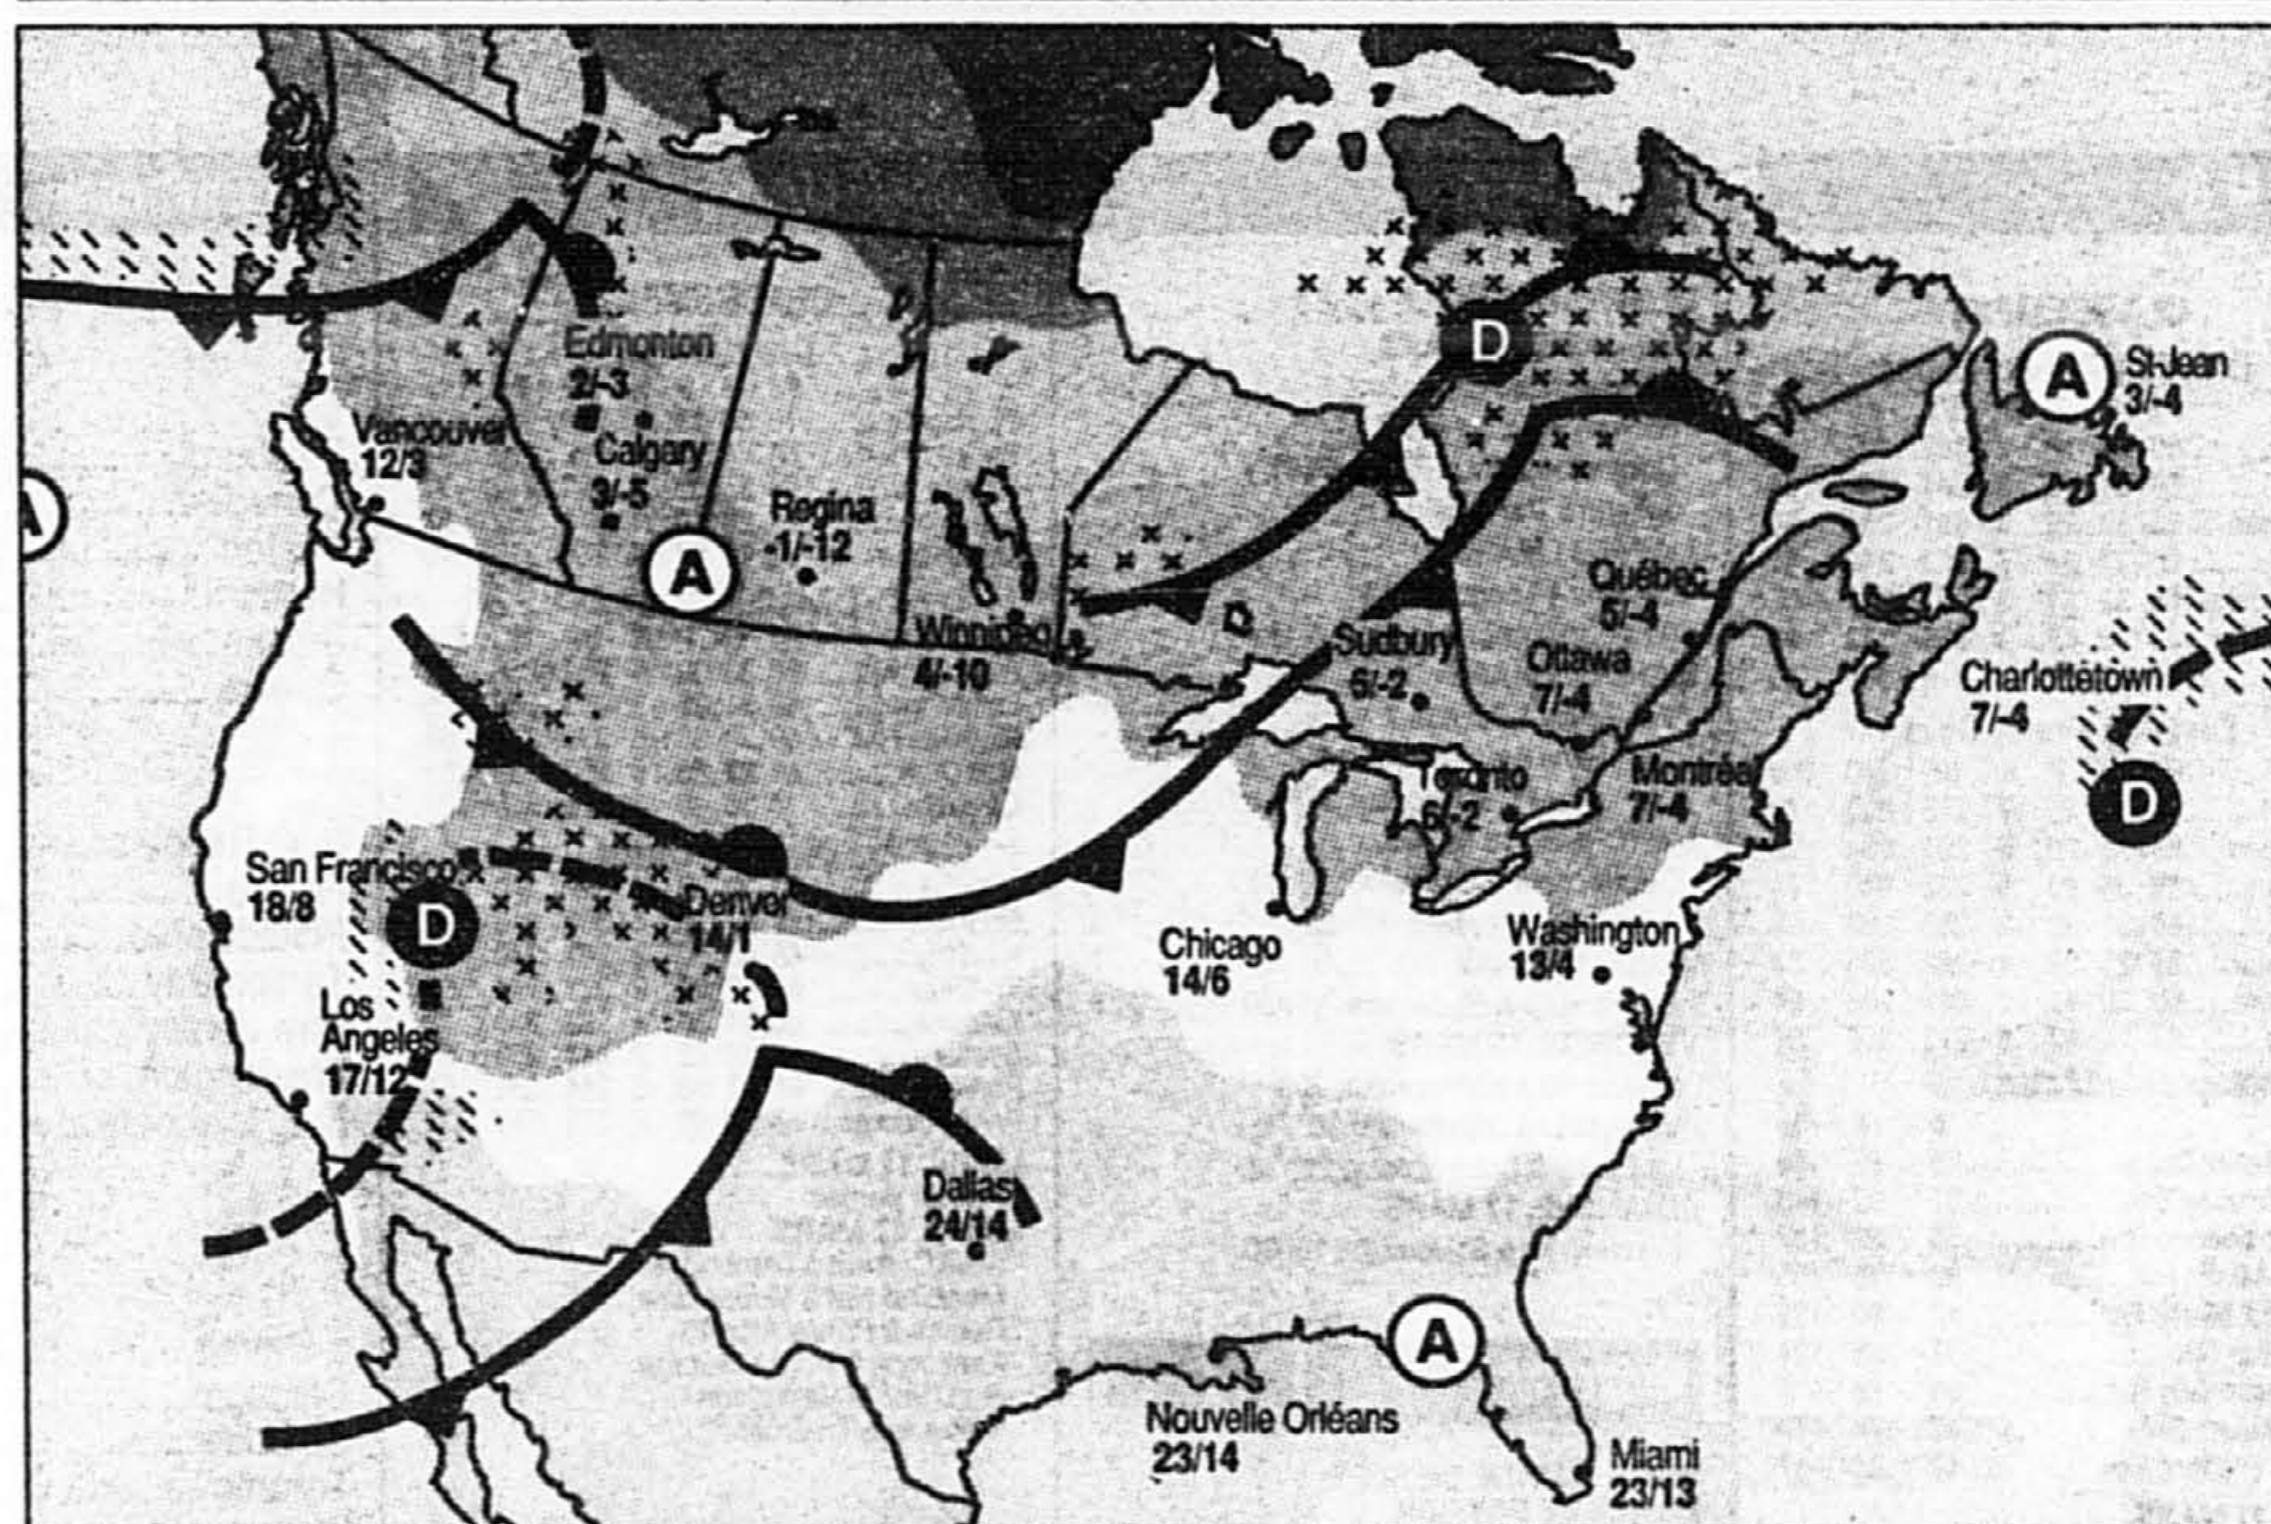 D
A
St-Jean
3/-4
Edmonton
2/-3
Vancouver
12/3
Calgary
3/-5
A
Regina
-1/-12
A
Québec
5/-4
Winnipeg
4/-10
Sudbury
6/-2
Ottawa
7/-4
Charlottetown
7/-4
Toronto
6/-2
Montréal
7/-4
D
San Francisco
18/8
D
Denver
14/1
Chicago
14/6
Washington
13/4
Los
Angeles
17/12
Dallas
24/14
A
Nouvelle Orléans
23/14
Miami
23/13